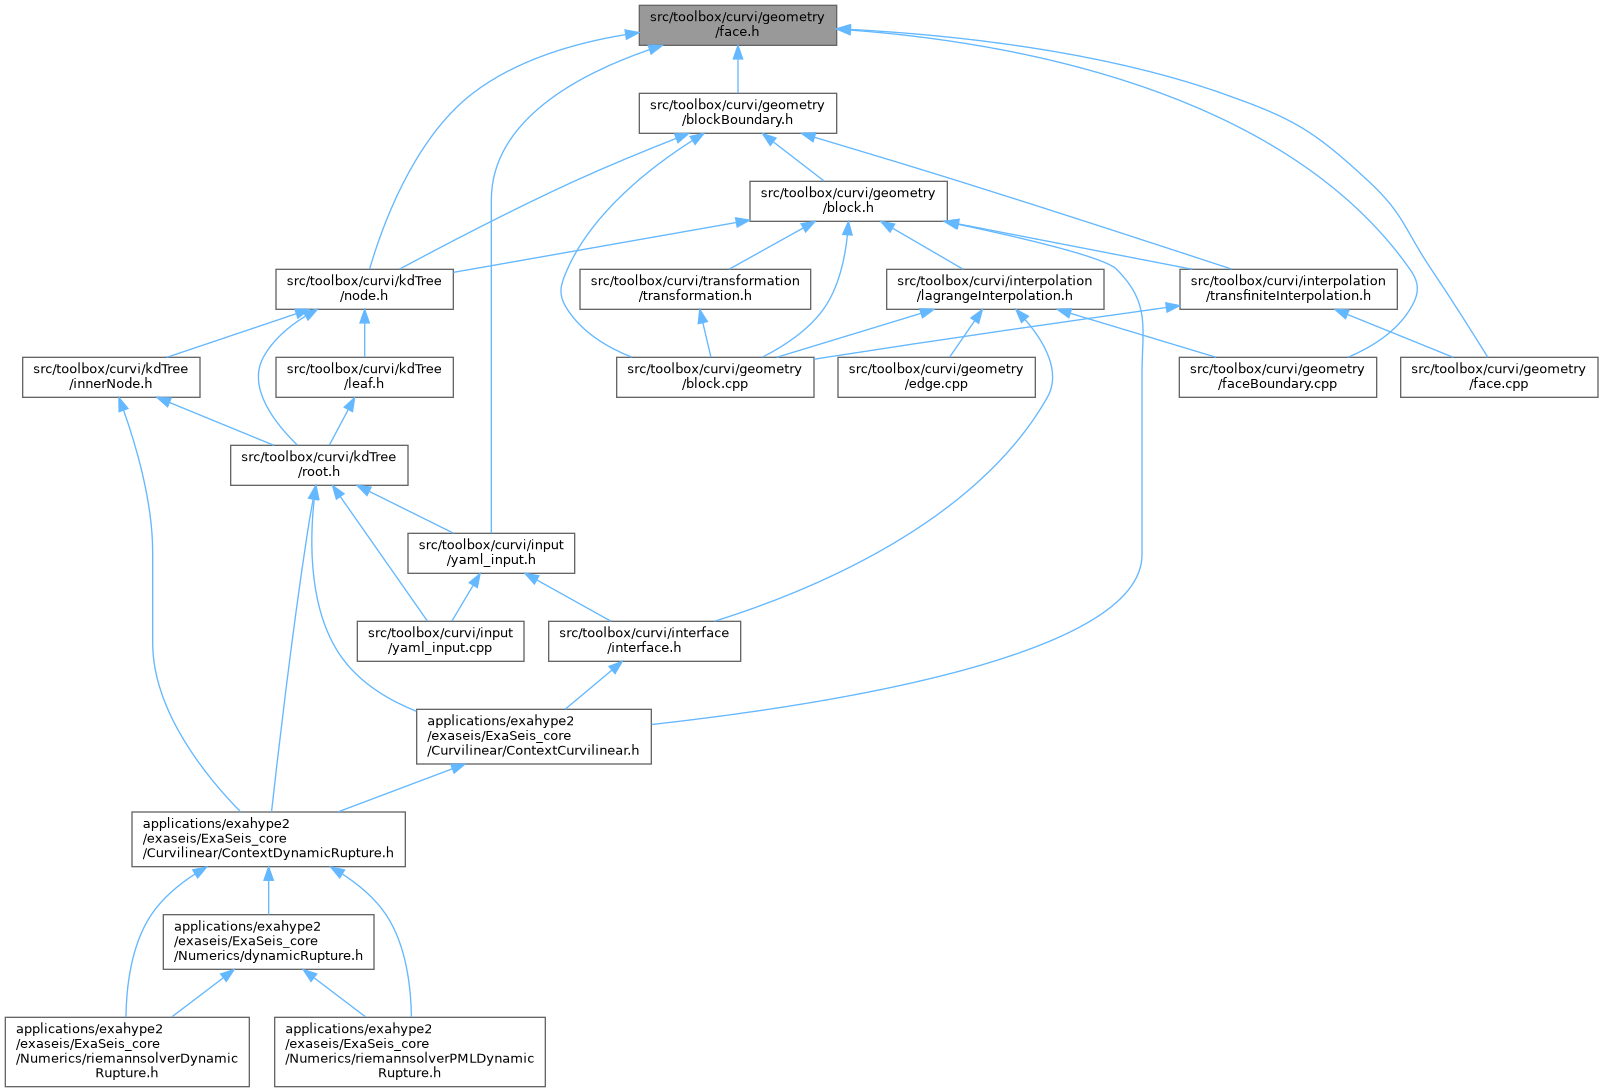 src/toolbox/curvi/geometry
/face.h
src/toolbox/curvi/geometry
/blockBoundary.h
src/toolbox/curvi/geometry
/block.h
src/toolbox/curvi/kdTree
/node.h
src/toolbox/curvi/transformation
/transformation.h
src/toolbox/curvi/interpolation
/lagrangeInterpolation.h
src/toolbox/curvi/interpolation
/transfiniteInterpolation.h
src/toolbox/curvi/kdTree
/innerNode.h
src/toolbox/curvi/kdTree
/leaf.h
src/toolbox/curvi/geometry
/block.cpp
src/toolbox/curvi/geometry
/edge.cpp
src/toolbox/curvi/geometry
/faceBoundary.cpp
src/toolbox/curvi/geometry
/face.cpp
src/toolbox/curvi/kdTree
/root.h
src/toolbox/curvi/input
/yaml_input.h
src/toolbox/curvi/input
/yaml_input.cpp
src/toolbox/curvi/interface
/interface.h
applications/exahype2
/exaseis/ExaSeis_core
/Curvilinear/ContextCurvilinear.h
applications/exahype2
/exaseis/ExaSeis_core
/Curvilinear/ContextDynamicRupture.h
applications/exahype2
/exaseis/ExaSeis_core
/Numerics/dynamicRupture.h
applications/exahype2
/exaseis/ExaSeis_core
/Numerics/riemannsolverDynamic
Rupture.h
applications/exahype2
/exaseis/ExaSeis_core
/Numerics/riemannsolverPMLDynamic
Rupture.h